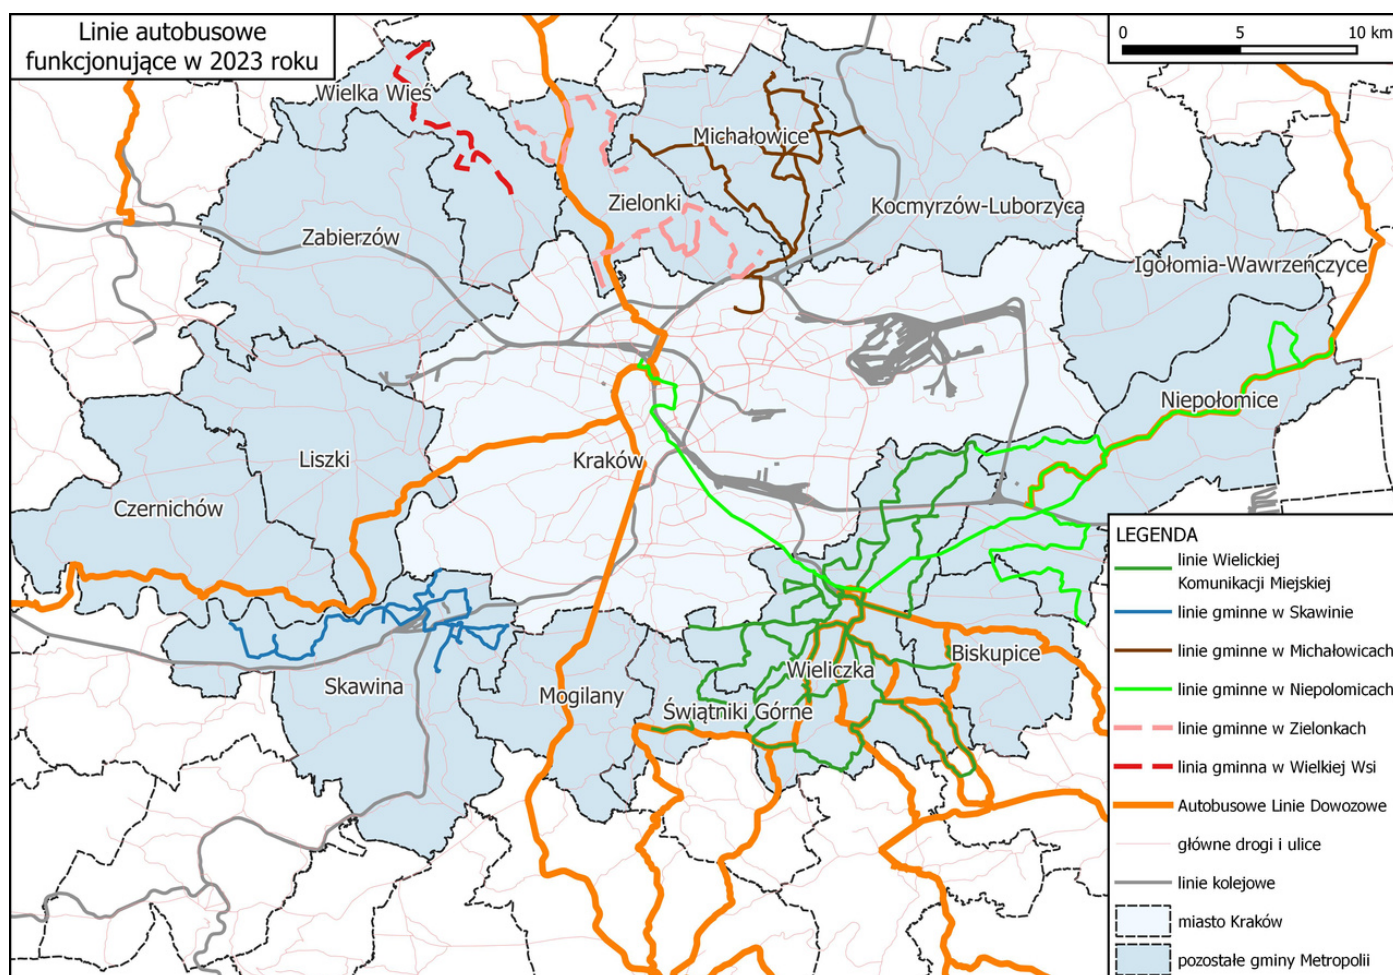 Linie autobusowe
funkcjonujące w 2023 roku
0 5 10 km
Wielka Wieś
Michałowice
Zielonki
Kocmyrzów-Luborzyca
Zabierzów
Igołomia-Wawrzeńczyce
Niepołomice
Liszki
Kraków
Czernichów
Biskupice
Wieliczka
Skawina
Mogilany
Świątniki Górne
LEGENDA
linie Wielickiej
Komunikacji Miejskiej
linie gminne w Skawinie
linie gminne w Michałowicach
linie gminne w Niepołomicach
linie gminne w Zielonkach
linia gminna w Wielkiej Wsi
Autobusowe Linie Dowozowe
główne drogi i ulice
linie kolejowe
miasto Kraków
pozostałe gminy Metropolii